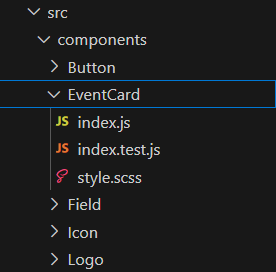 src
components
Button
EventCard
JS index.js
JS index.test.js
style.scss
Field
Icon
Logo